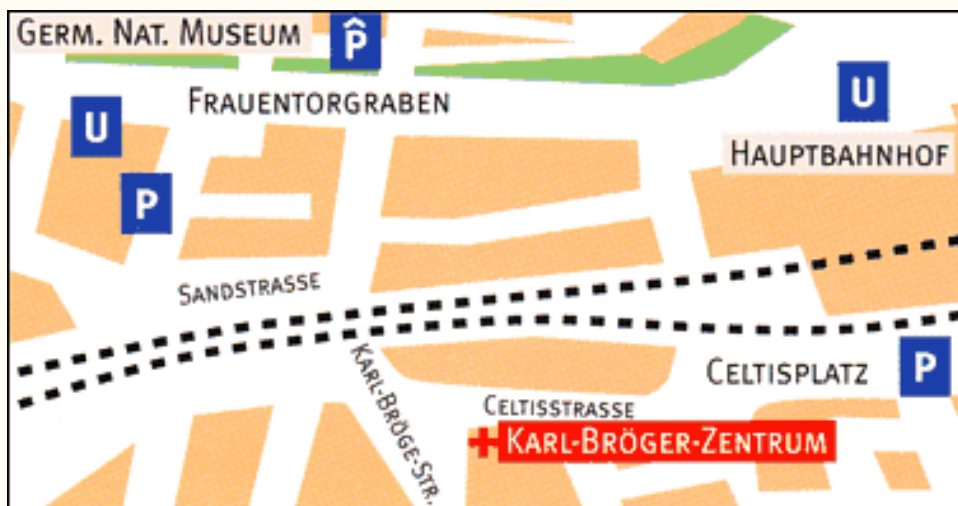 GERM. NAT. MUSEUM
P
U
FRAUENTORGRABEN
U
HAUPTBAHNHOF
P
SANDSTRASSE
KARL-BRÖGE-STR.
CELTISPLATZ
P
CELTISSTRASSE
KARL-BRÖGER-ZENTRUM